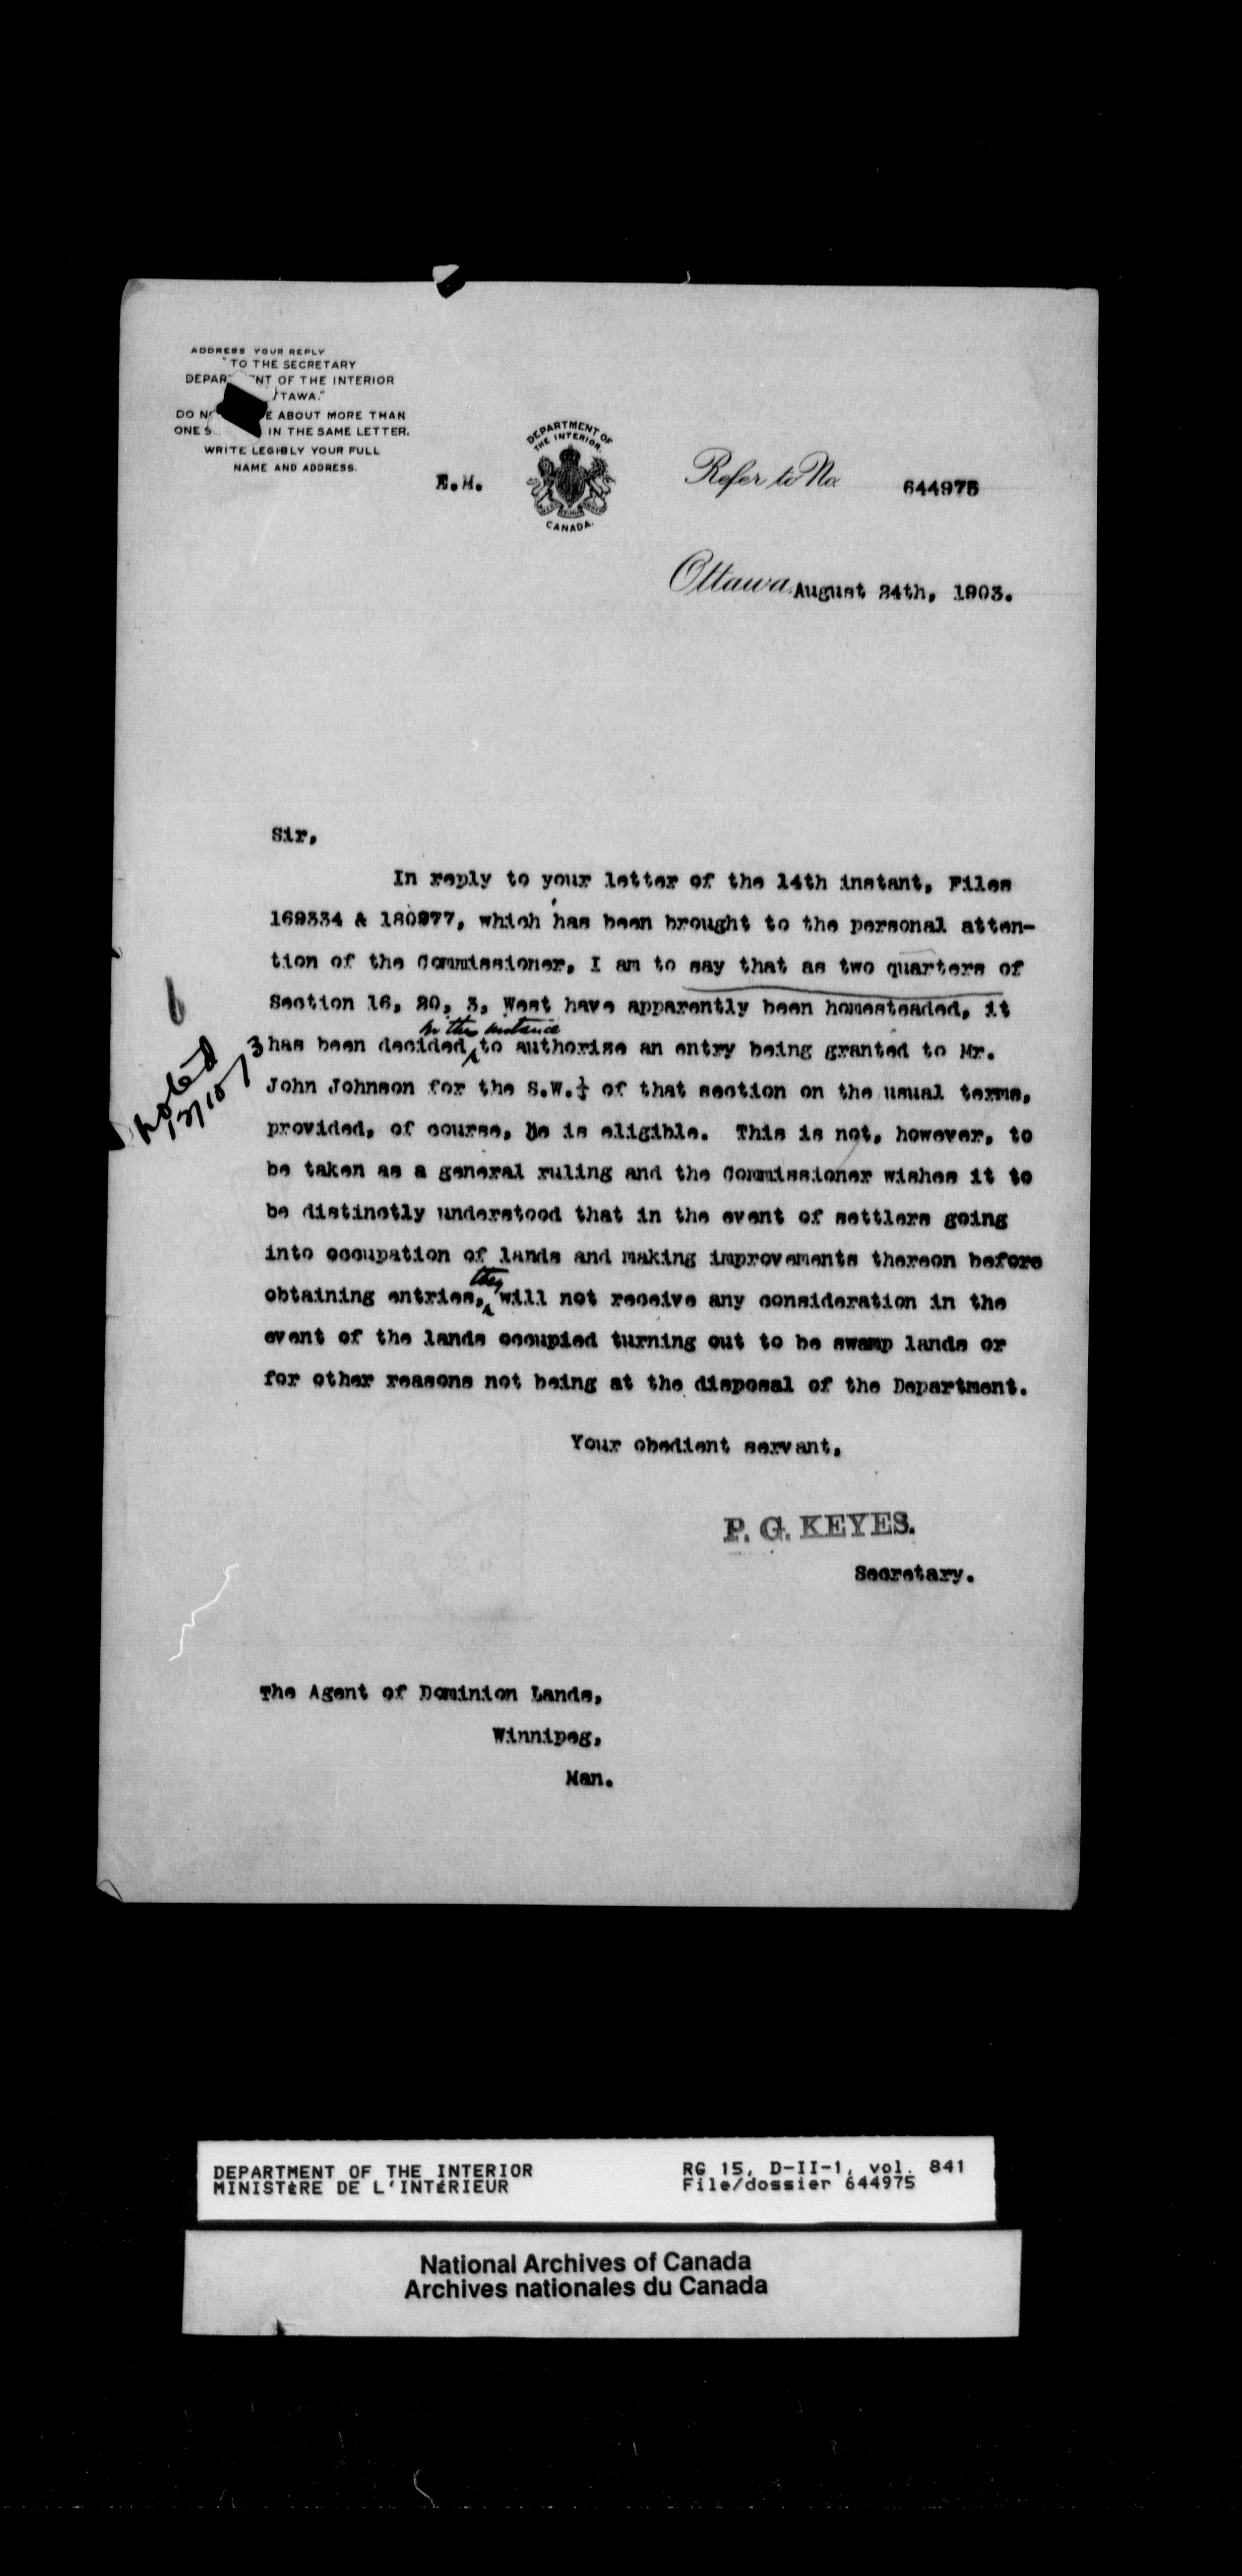 ADDRESS YOUR REPLY
"TO THE SECRETARY
DEPAR NT OF THE INTERIOR
TAWA."
DO N E ABOUT MORE THAN
ONE S IN THE SAME LETTER.
WRITE LEGIBLY YOUR FULL
NAME AND ADDRESS.
E.M.
DEPARTMENT OF
THE INTERIOR.
CANADA.
Refer to No. 644975
Ottawa, August 24th, 1903.
Sir,
In reply to your letter of the 14th instant, Files
169334 & 180977, which has been brought to the personal atten-
tion of the Commissioner, I am to say that as two quarters of
Section 16, 20, 3, West have apparently been homesteaded, it
in this instance
has been decided, to authorise an entry being granted to Mr.
John Johnson for the S.W.¼ of that section on the usual terms,
provided, of course, he is eligible. This is not, however, to
be taken as a general ruling and the Commissioner wishes it to
be distinctly understood that in the event of settlers going
into occupation of lands and making improvements thereon before
they
obtaining entries, will not receive any consideration in the
event of the lands occupied turning out to be swamp lands or
for other reasons not being at the disposal of the Department.
noted
13/10/3
Your obedient servant,
P. G. KEYES.
Secretary.
The Agent of Dominion Lands,
Winnipeg,
Man.
DEPARTMENT OF THE INTERIOR
MINISTÈRE DE L'INTÉRIEUR
RG 15, D-II-1, vol. 841
File/dossier 644975
National Archives of Canada
Archives nationales du Canada